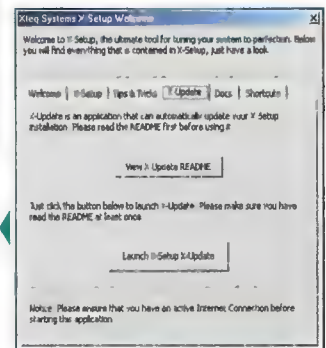 Xteq Systems X-Setup Welcome
Welcome to X-Setup, the ultimate tool for tuning your system to perfection. Below
you will find everything that is contained in X-Setup, just have a look.
Welcome | X-Setup | Tips & Tricks | X-Update | Docs | Shortcuts
X-Update is an application that can automatically update your X-Setup
installation. Please read the README first before using it
View X-Update README
Just click the button below to launch X-Update. Please make sure you have
read the README at least once
Launch X-Setup X-Update
Notice: Please ensure that you have an active Internet Connection before
starting this application